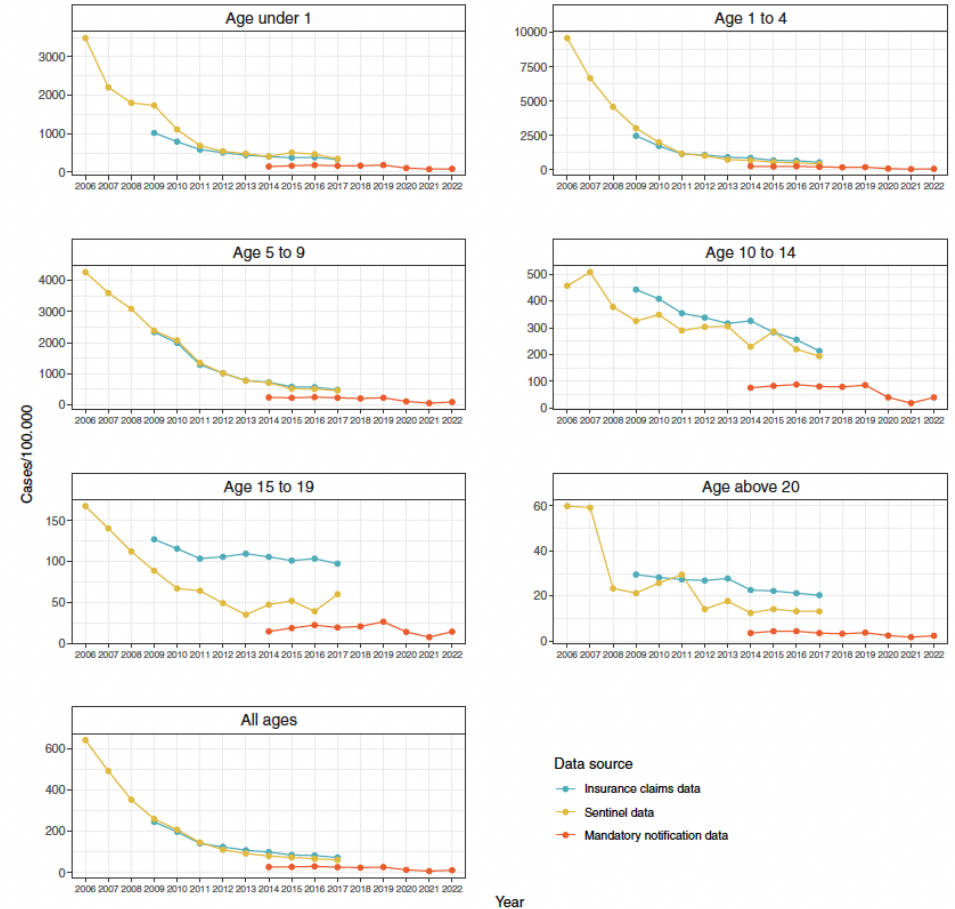 Age under 1
3000
2000
1000
0
2006 2007 2008 2009 2010 2011 2012 2013 2014 2015 2016 2017 2018 2019 2020 2021 2022
Age 1 to 4
10000
7500
5000
2500
0
2006 2007 2008 2009 2010 2011 2012 2013 2014 2015 2016 2017 2018 2019 2020 2021 2022
Age 5 to 9
4000
3000
2000
1000
0
2006 2007 2008 2009 2010 2011 2012 2013 2014 2015 2016 2017 2018 2019 2020 2021 2022
Age 10 to 14
500
400
300
200
100
0
2006 2007 2008 2009 2010 2011 2012 2013 2014 2015 2016 2017 2018 2019 2020 2021 2022
Cases/100.000
Age 15 to 19
150
100
50
0
2006 2007 2008 2009 2010 2011 2012 2013 2014 2015 2016 2017 2018 2019 2020 2021 2022
Age above 20
60
40
20
0
2006 2007 2008 2009 2010 2011 2012 2013 2014 2015 2016 2017 2018 2019 2020 2021 2022
All ages
600
400
200
0
2006 2007 2008 2009 2010 2011 2012 2013 2014 2015 2016 2017 2018 2019 2020 2021 2022
Data source
Insurance claims data
Sentinel data
Mandatory notification data
Year